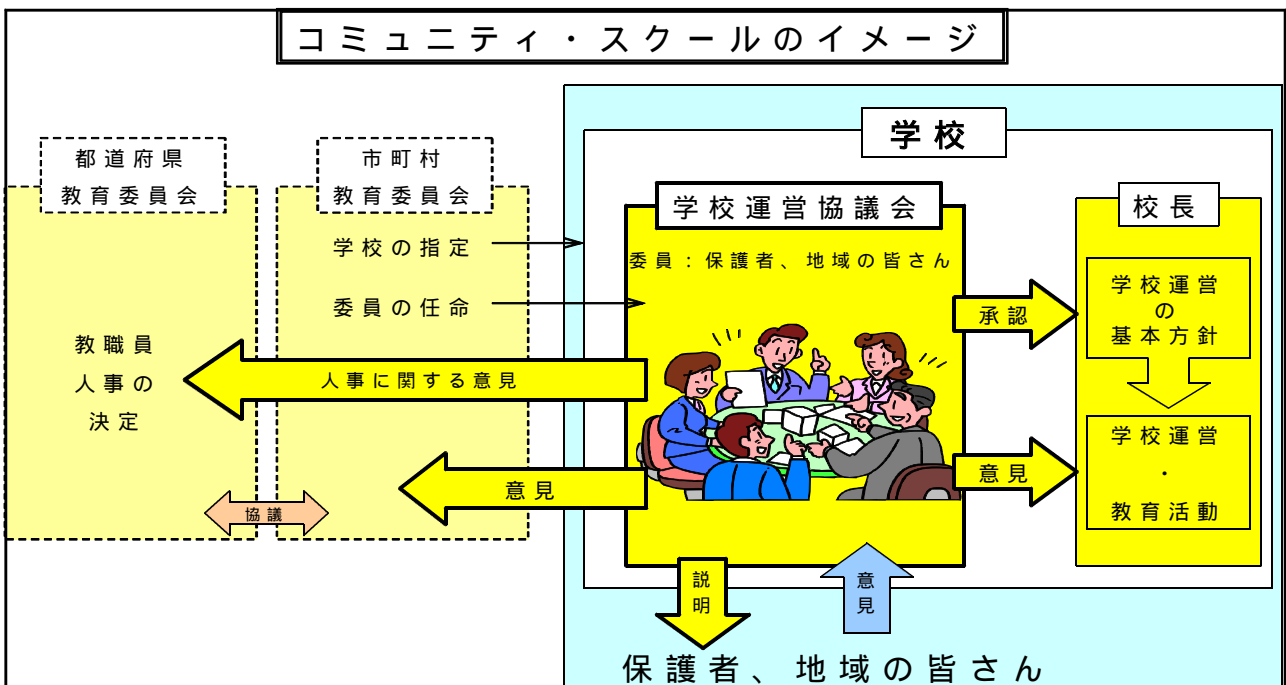 コミュニティ・スクールのイメージ
学校
都道府県
教育委員会
市町村
教育委員会
学校運営協議会
校長
学校の指定
委員の任命
委員：保護者、地域の皆さん
承認
学校運営
の
基本方針
教職員
人事の
決定
人事に関する意見
意見
意見
学校運営
・
教育活動
協議
説明
意見
保護者、地域の皆さん